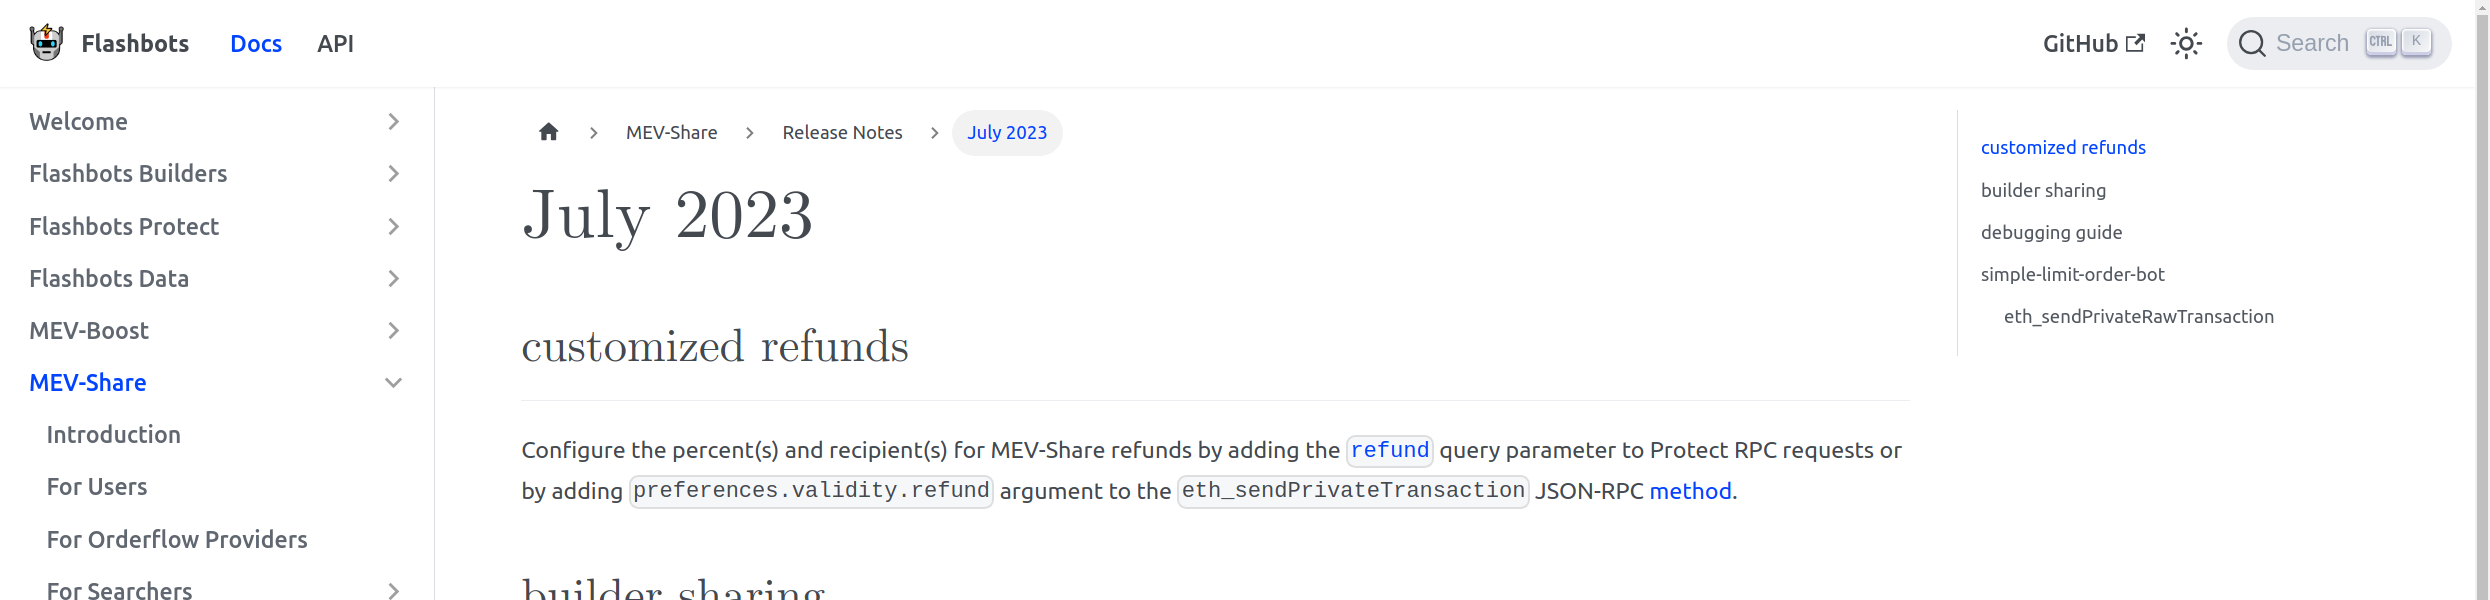 Flashbots Docs API GitHub Search CTRL K
Welcome
Flashbots Builders
Flashbots Protect
Flashbots Data
MEV-Boost
MEV-Share
Introduction
For Users
For Orderflow Providers
For Searchers
MEV-Share Release Notes July 2023
July 2023
customized refunds
Configure the percent(s) and recipient(s) for MEV-Share refunds by adding the refund query parameter to Protect RPC requests or
by adding preferences.validity.refund argument to the eth_sendPrivateTransaction JSON-RPC method.
builder sharing
customized refunds
builder sharing
debugging guide
simple-limit-order-bot
eth_sendPrivateRawTransaction